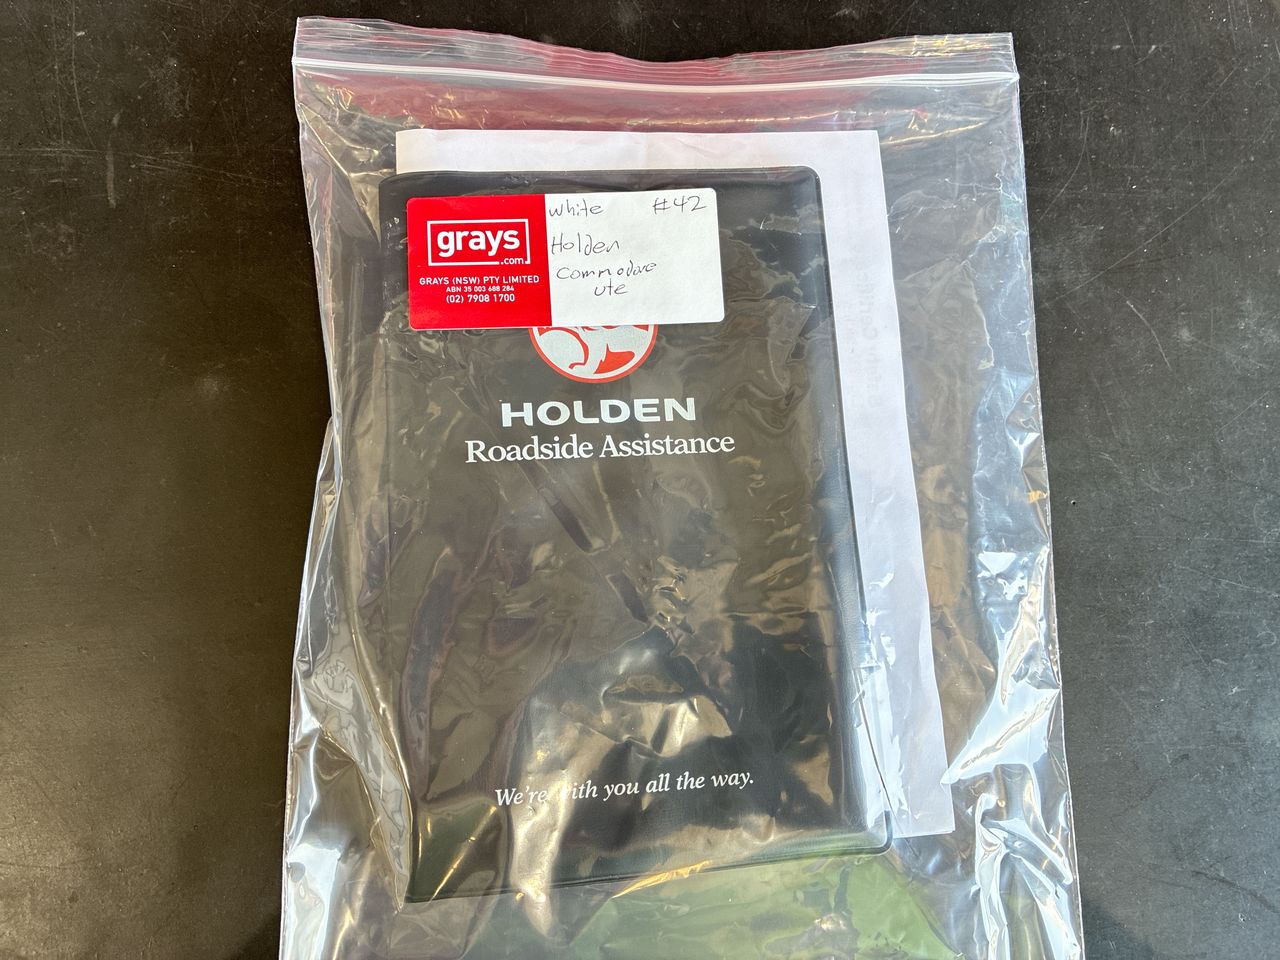 white #42
Holden
Commodore
ute
grays
.com
GRAYS (NSW) PTY LIMITED
ABN 35 003 688 284
(02) 7908 1700
HOLDEN
Roadside Assistance
We're with you all the way.